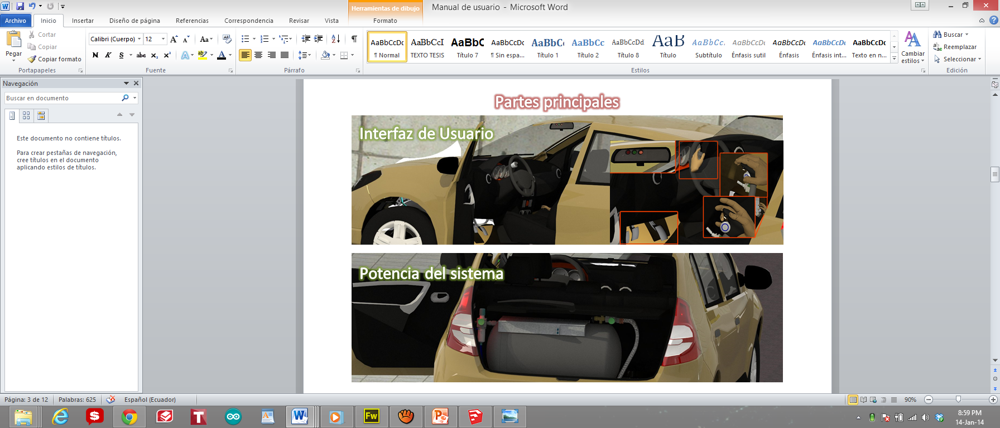 Herramientas de dibujo
Manual de usuario - Microsoft Word
Archivo
Inicio
Insertar
Diseño de página
Referencias
Correspondencia
Revisar
Vista
Formato
Pegar
Cortar
Copiar
Copiar formato
Portapapeles
Calibri (Cuerpo)
12
Fuente
Párrafo
AaBbCcDc
¶ Normal
AaBbCcI
TEXTO TESIS
AaBbC
Título 7
AaBbCcDc
¶ Sin espa...
AaBbC
Título 1
AaBbCc
Título 2
AaBbCcDd
Título 8
AaB
Título
AaBbCc.
Subtítulo
AaBbCcDc
Énfasis sutil
AaBbCcDc
Énfasis
AaBbCcDc
Énfasis int...
AaBbCcDc
Texto en n...
Estilos
Cambiar
estilos
Buscar
Reemplazar
Seleccionar
Edición
Navegación
Buscar en documento
Este documento no contiene títulos.
Para crear pestañas de navegación,
cree títulos en el documento
aplicando estilos de títulos.
Partes principales
Interfaz de Usuario
Potencia del sistema
Página: 3 de 12
Palabras: 625
Español (Ecuador)
90%
8:59 PM
14-Jan-14